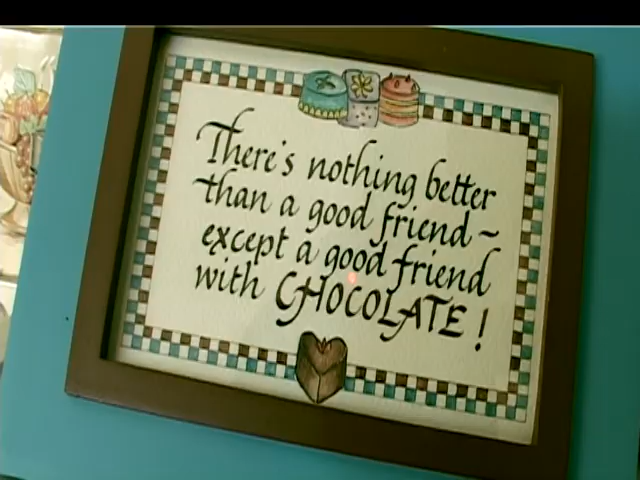 There's nothing better
than a good friend~
except a good friend
with CHOCOLATE!